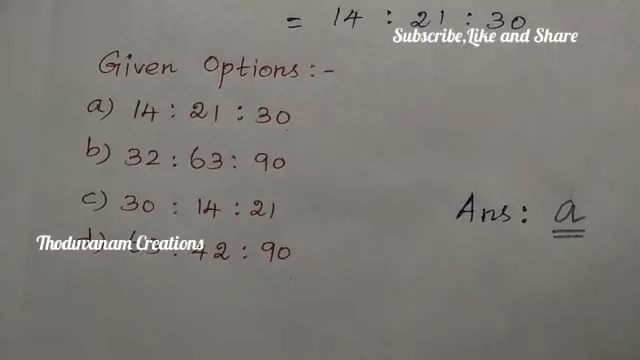 = 14 : 21 : 30
Subscribe,Like and Share
Given Options :-
a) 14 : 21 : 30
b) 32 : 63 : 90
c) 30 : 14 : 21
Ans : a
Thoduvanam Creations
d) 63 : 42 : 90